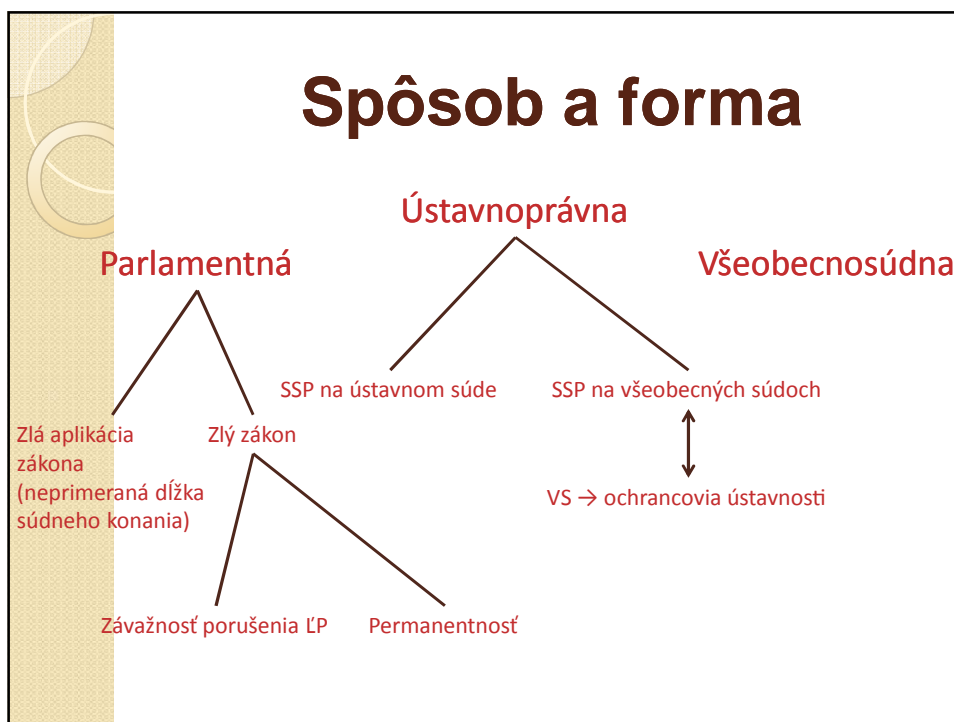 Spôsob a forma
Ústavnoprávna
Parlamentná
Všeobecnosúdna
SSP na ústavnom súde
SSP na všeobecných súdoch
Zlá aplikácia
zákona
(neprimeraná dĺžka
súdneho konania)
Zlý zákon
VS → ochrancovia ústavnosti
Závažnosť porušenia ĽP
Permanentnosť